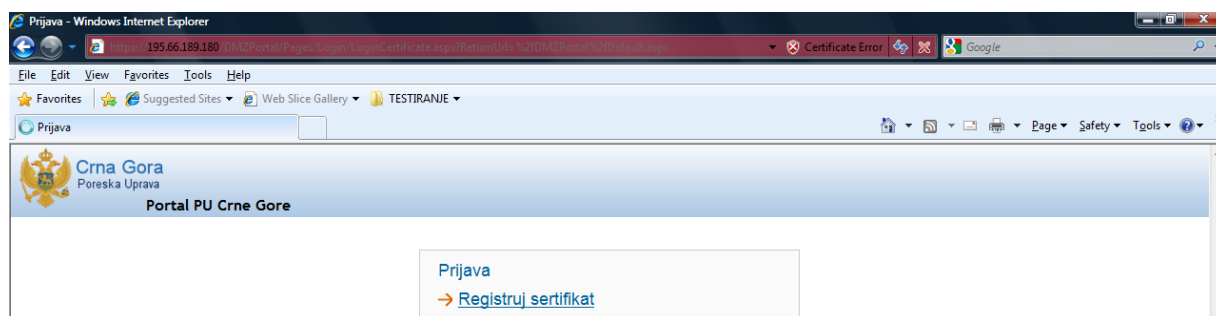 Prijava - Windows Internet Explorer
https://195.66.189.180/DMZPortal/Pages/Login/LoginCertificate.aspx?ReturnUrl=%2fDMZPortal%2fDefault.aspx Certificate Error Google
File Edit View Favorites Tools Help
Favorites Suggested Sites Web Slice Gallery TESTIRANJE
Prijava Page Safety Tools
Crna Gora
Poreska Uprava
Portal PU Crne Gore
Prijava
Registruj sertifikat